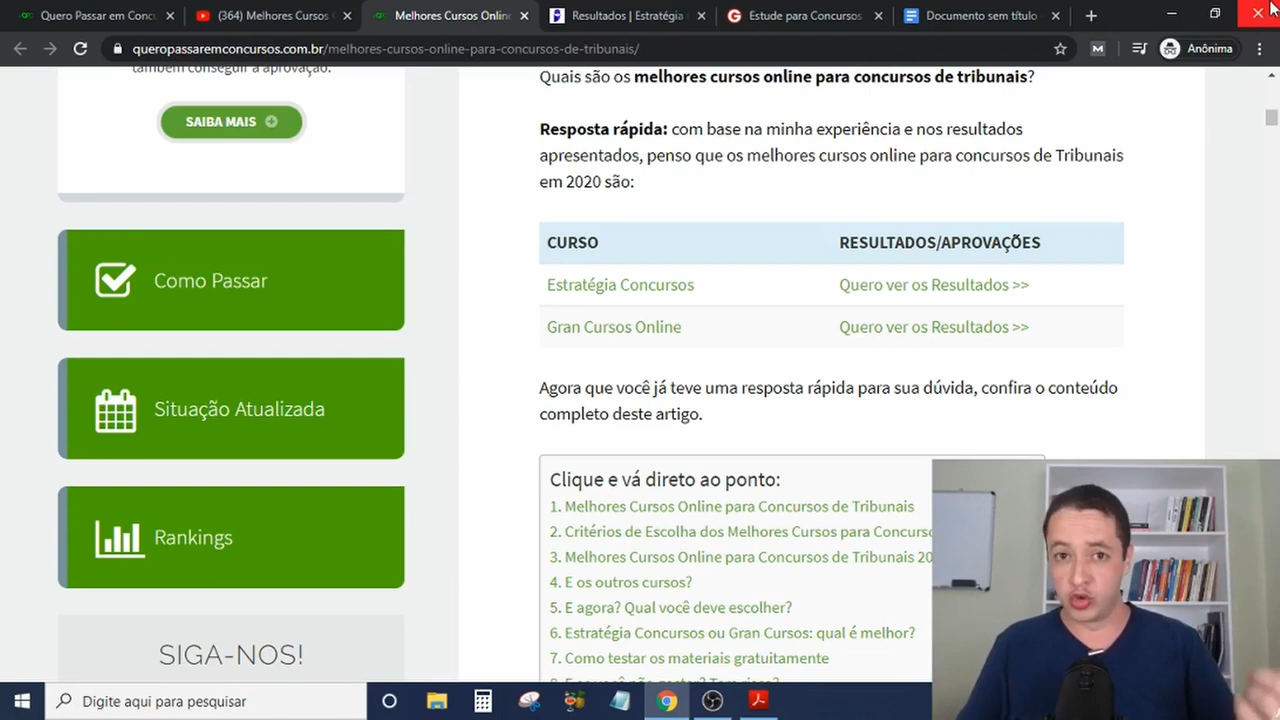 Quero Passar em Conc
(364) Melhores Cursos
Melhores Cursos Online
Resultados | Estratégia
Estude para Concursos
Documento sem título
queropassaremconcursos.com.br/melhores-cursos-online-para-concursos-de-tribunais/
Anônima
também conseguir a aprovação.
SAIBA MAIS
Como Passar
Situação Atualizada
Rankings
SIGA-NOS!
Quais são os melhores cursos online para concursos de tribunais?
Resposta rápida: com base na minha experiência e nos resultados
apresentados, penso que os melhores cursos online para concursos de Tribunais
em 2020 são:
CURSO RESULTADOS/APROVAÇÕES
Estratégia Concursos Quero ver os Resultados >>
Gran Cursos Online Quero ver os Resultados >>
Agora que você já teve uma resposta rápida para sua dúvida, confira o conteúdo
completo deste artigo.
Clique e vá direto ao ponto:
1. Melhores Cursos Online para Concursos de Tribunais
2. Critérios de Escolha dos Melhores Cursos para Concurso
3. Melhores Cursos Online para Concursos de Tribunais 20
4. E os outros cursos?
5. E agora? Qual você deve escolher?
6. Estratégia Concursos ou Gran Cursos: qual é melhor?
7. Como testar os materiais gratuitamente
Digite aqui para pesquisar